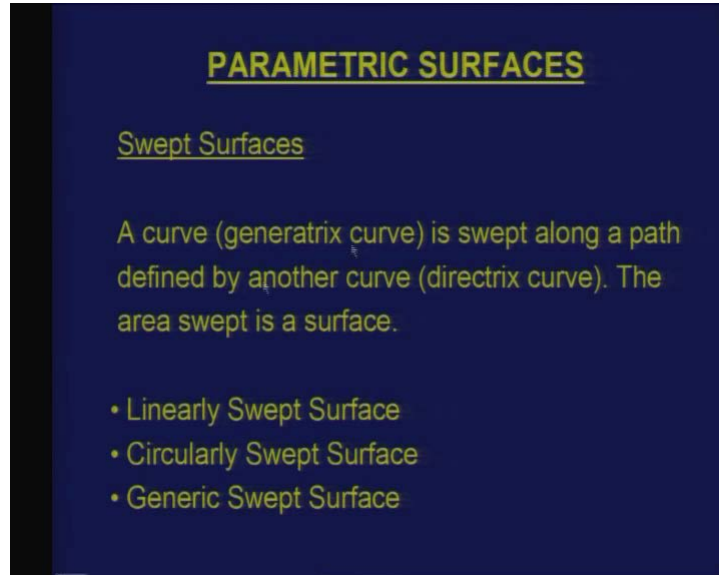 PARAMETRIC SURFACES
Swept Surfaces
A curve (generatrix curve) is swept along a path
defined by another curve (directrix curve). The
area swept is a surface.
• Linearly Swept Surface
• Circularly Swept Surface
• Generic Swept Surface